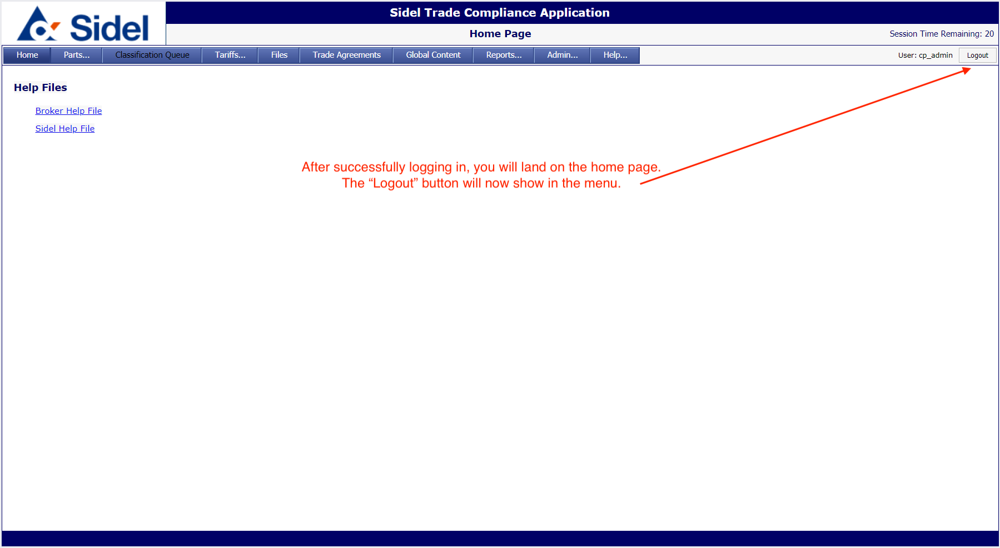 Sidel
Sidel Trade Compliance Application
Home Page
Session Time Remaining: 20
Home Parts... Classification Queue Tariffs... Files Trade Agreements Global Content Reports... Admin... Help... User: cp_admin Logout
Help Files
Broker Help File
Sidel Help File
After successfully logging in, you will land on the home page.
The “Logout” button will now show in the menu.